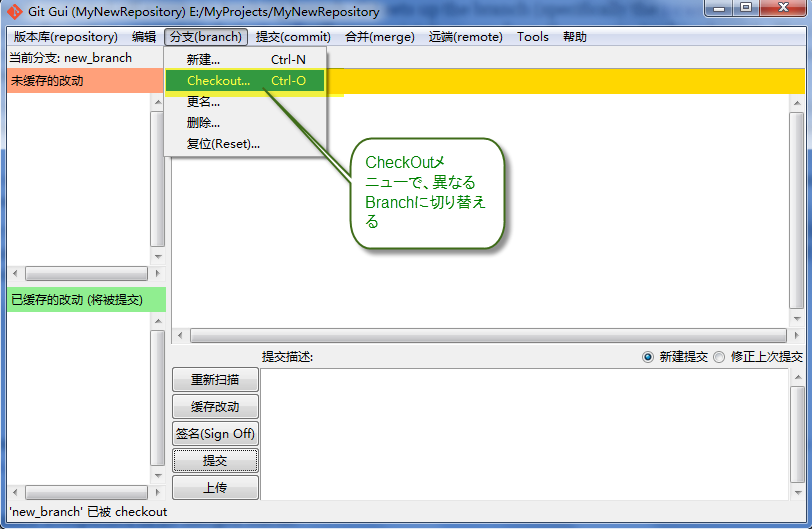 Git Gui (MyNewRepository) E:/MyProjects/MyNewRepository
版本库(repository) 编辑 分支(branch) 提交(commit) 合并(merge) 远端(remote) Tools 帮助
当前分支: new_branch
未缓存的改动
新建... Ctrl-N
Checkout... Ctrl-O
更名...
删除...
复位(Reset)...
CheckOutメ
ニューで、異なる
Branchに切り替え
る
已缓存的改动 (将被提交)
提交描述:
新建提交
修正上次提交
重新扫描
缓存改动
签名(Sign Off)
提交
上传
'new_branch' 已被 checkout